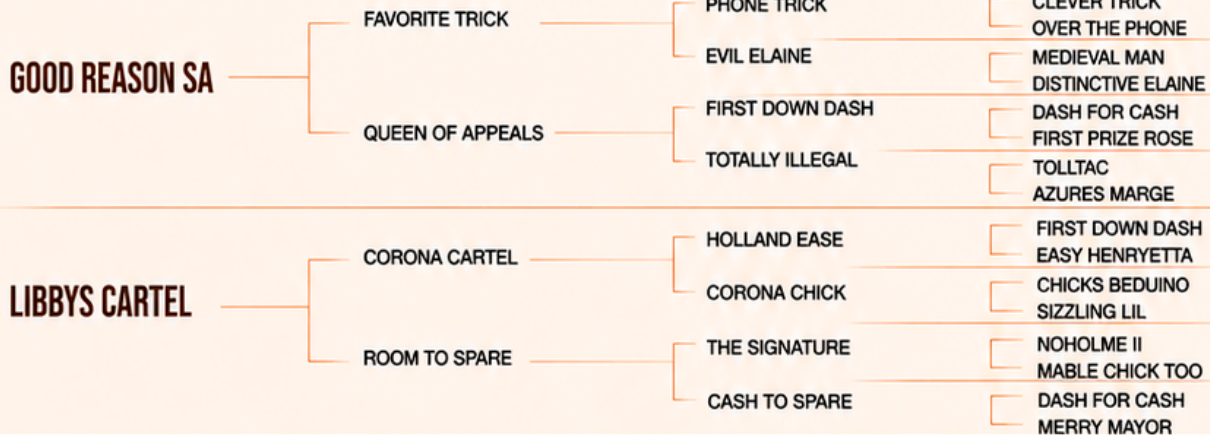 GOOD REASON SA
FAVORITE TRICK
PHONE TRICK
CLEVER TRICK
OVER THE PHONE
EVIL ELAINE
MEDIEVAL MAN
DISTINCTIVE ELAINE
QUEEN OF APPEALS
FIRST DOWN DASH
DASH FOR CASH
FIRST PRIZE ROSE
TOTALLY ILLEGAL
TOLLTAC
AZURES MARGE
LIBBYS CARTEL
CORONA CARTEL
HOLLAND EASE
FIRST DOWN DASH
EASY HENRYETTA
CORONA CHICK
CHICKS BEDUINO
SIZZLING LIL
ROOM TO SPARE
THE SIGNATURE
NOHOLME II
MABLE CHICK TOO
CASH TO SPARE
DASH FOR CASH
MERRY MAYOR